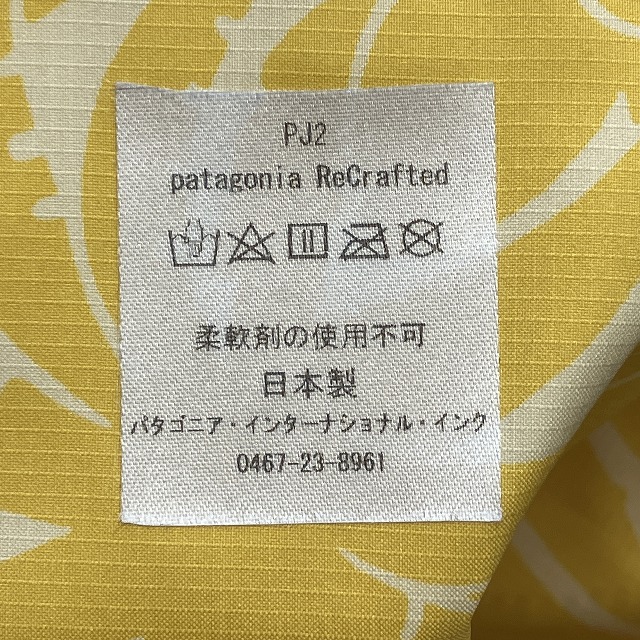 PJ2
patagonia ReCrafted
柔軟剤の使用不可
日本製
パタゴニア・インターナショナル・インク
0467-23-8961